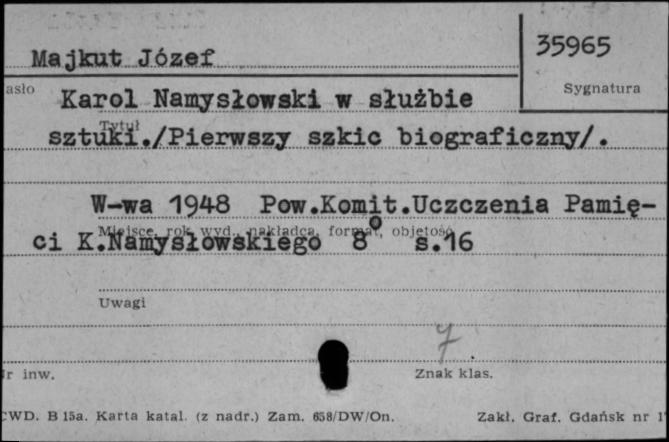 Majkut Józef
35965
asło
Sygnatura
Karol Namysłowski w służbie
Tytuł
sztuki./Pierwszy szkic biograficzny/.
W-wa 1948 Pow.Komit.Uczczenia Pamię-
Miejsce, rok wyd., nakładca, format, objętość
ci K.Namysłowskiego 8° s.16
Uwagi
7
r inw.
Znak klas.
CWD. B 15a. Karta katal. (z nadr.) Zam. 658/DW/On.
Zakł. Graf. Gdańsk nr 1